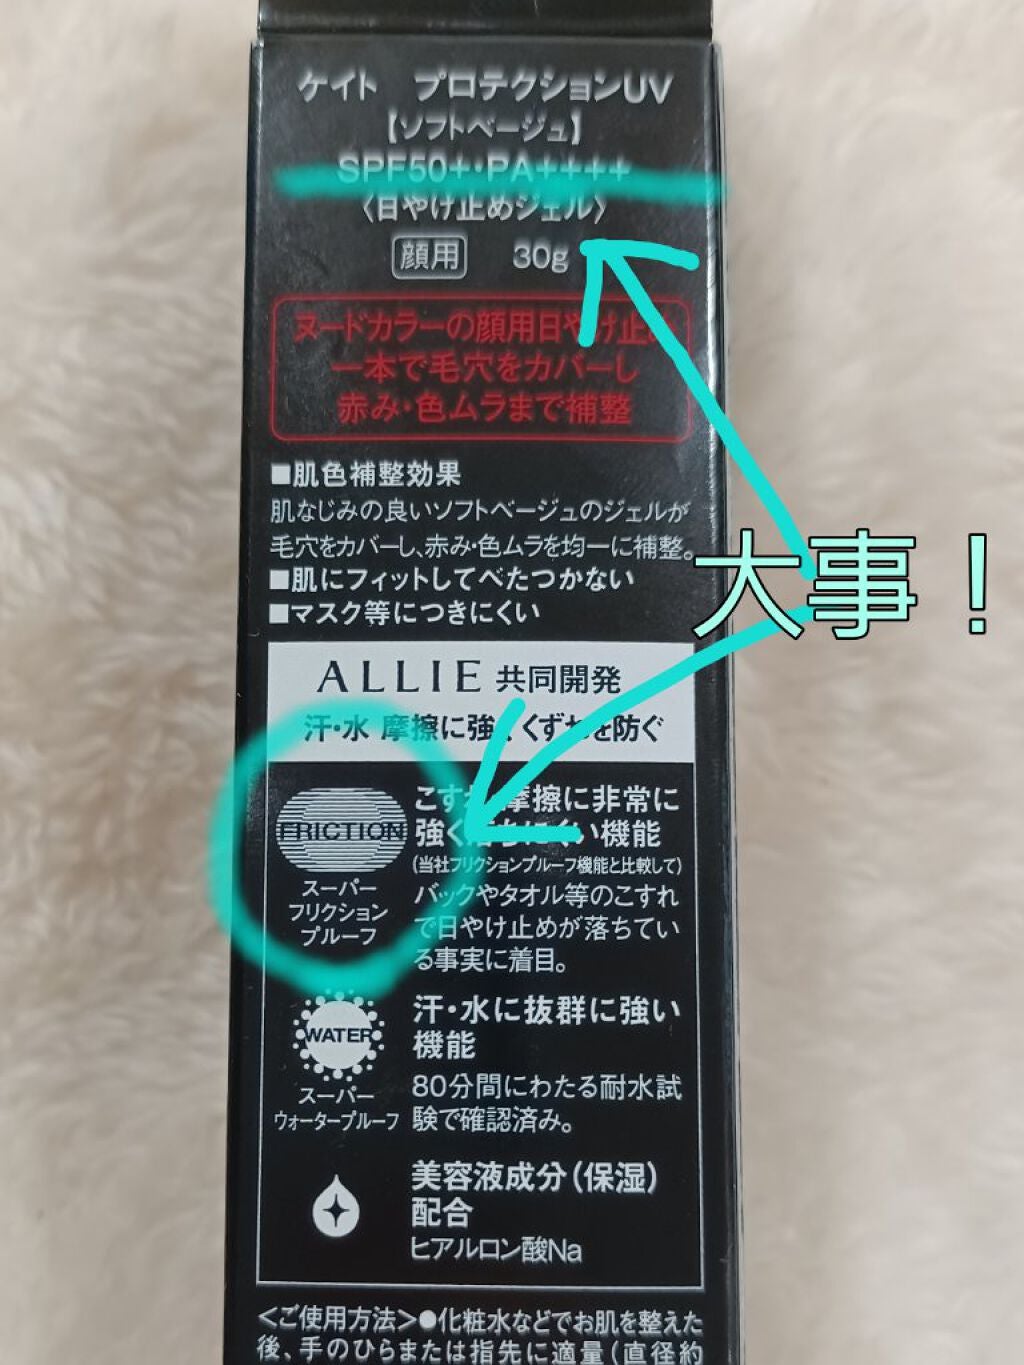 ケイト プロテクションUV
【ソフトベージュ】
SPF50+・PA++++
〈日やけ止めジェル〉
顔用 30g
ヌードカラーの顔用日やけ止め
一本で毛穴をカバーし
赤み・色ムラまで補整
■肌色補整効果
肌なじみの良いソフトベージュのジェルが
毛穴をカバーし、赤み・色ムラを均一に補整。
■肌にフィットしてべたつかない
■マスク等につきにくい
大事！
ALLIE 共同開発
汗・水 摩擦に強く くずれを防ぐ
FRICTION
スーパー
フリクション
プルーフ
こすれ 摩擦に非常に
強く落ちにくい機能
(当社フリクションプルーフ機能と比較して)
バックやタオル等のこすれ
で日やけ止めが落ちてい
る事実に着目。
WATER
スーパー
ウォータープルーフ
汗・水に抜群に強い
機能
80分間にわたる耐水試
験で確認済み。
美容液成分(保湿)
配合
ヒアルロン酸Na
＜ご使用方法＞●化粧水などでお肌を整えた
後、手のひらまたは指先に適量(直径約